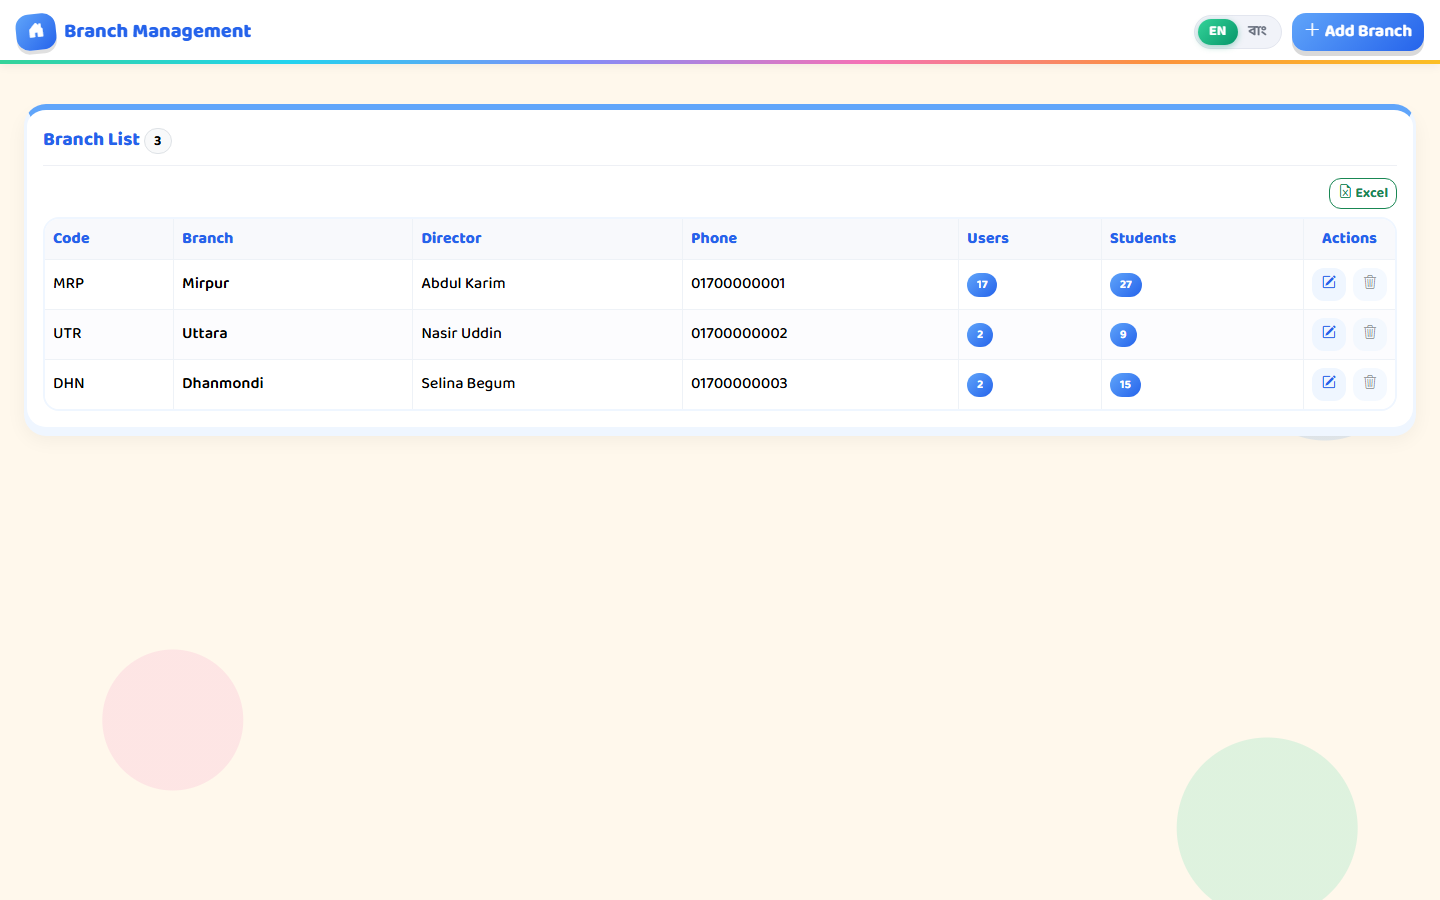 Branch Management
EN বাং
Add Branch
Branch List 3
Excel
Code Branch Director Phone Users Students Actions
MRP Mirpur Abdul Karim 01700000001 17 27
UTR Uttara Nasir Uddin 01700000002 2 9
DHN Dhanmondi Selina Begum 01700000003 2 15